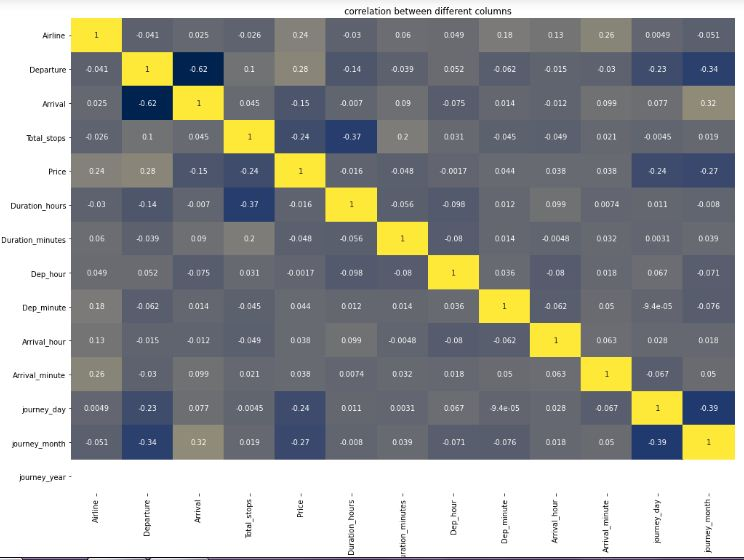 correlation between different columns
Airline 1 -0.041 0.025 -0.026 0.24 -0.03 0.06 0.049 0.18 0.13 0.26 0.0049 -0.051
Departure -0.041 1 -0.62 0.1 0.28 -0.14 -0.039 0.052 -0.062 -0.015 -0.03 -0.23 -0.34
Arrival 0.025 -0.62 1 0.045 -0.15 -0.007 0.09 -0.075 0.014 -0.012 0.099 0.077 0.32
Total_stops -0.026 0.1 0.045 1 -0.24 -0.37 0.2 0.031 -0.045 -0.049 0.021 -0.0045 0.019
Price 0.24 0.28 -0.15 -0.24 1 -0.016 -0.048 -0.0017 0.044 0.038 0.038 -0.24 -0.27
Duration_hours -0.03 -0.14 -0.007 -0.37 -0.016 1 -0.056 -0.098 0.012 0.099 0.0074 0.011 -0.008
Duration_minutes 0.06 -0.039 0.09 0.2 -0.048 -0.056 1 -0.08 0.014 -0.0048 0.032 0.0031 0.039
Dep_hour 0.049 0.052 -0.075 0.031 -0.0017 -0.098 -0.08 1 0.036 -0.08 0.018 0.067 -0.071
Dep_minute 0.18 -0.062 0.014 -0.045 0.044 0.012 0.014 0.036 1 -0.062 0.05 -9.4e-05 -0.076
Arrival_hour 0.13 -0.015 -0.012 -0.049 0.038 0.099 -0.0048 -0.08 -0.062 1 0.063 0.028 0.018
Arrival_minute 0.26 -0.03 0.099 0.021 0.038 0.0074 0.032 0.018 0.05 0.063 1 -0.067 0.05
journey_day 0.0049 -0.23 0.077 -0.0045 -0.24 0.011 0.0031 0.067 -9.4e-05 0.028 -0.067 1 -0.39
journey_month -0.051 -0.34 0.32 0.019 -0.27 -0.008 0.039 -0.071 -0.076 0.018 0.05 -0.39 1
journey_year
Airline
Departure
Arrival
Total_stops
Price
Duration_hours
uration_minutes
Dep_hour
Dep_minute
Arrival_hour
Arrival_minute
journey_day
journey_month